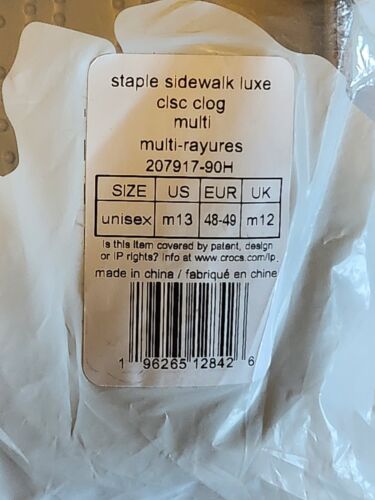 staple sidewalk luxe
clsc clog
multi
multi-rayures
207917-90H
SIZE US EUR UK
unisex m13 48-49 m12
Is this item covered by patent, design
or IP rights? Info at www.crocs.com/ip
made in china / fabriqué en chine
1 96265 12842 6